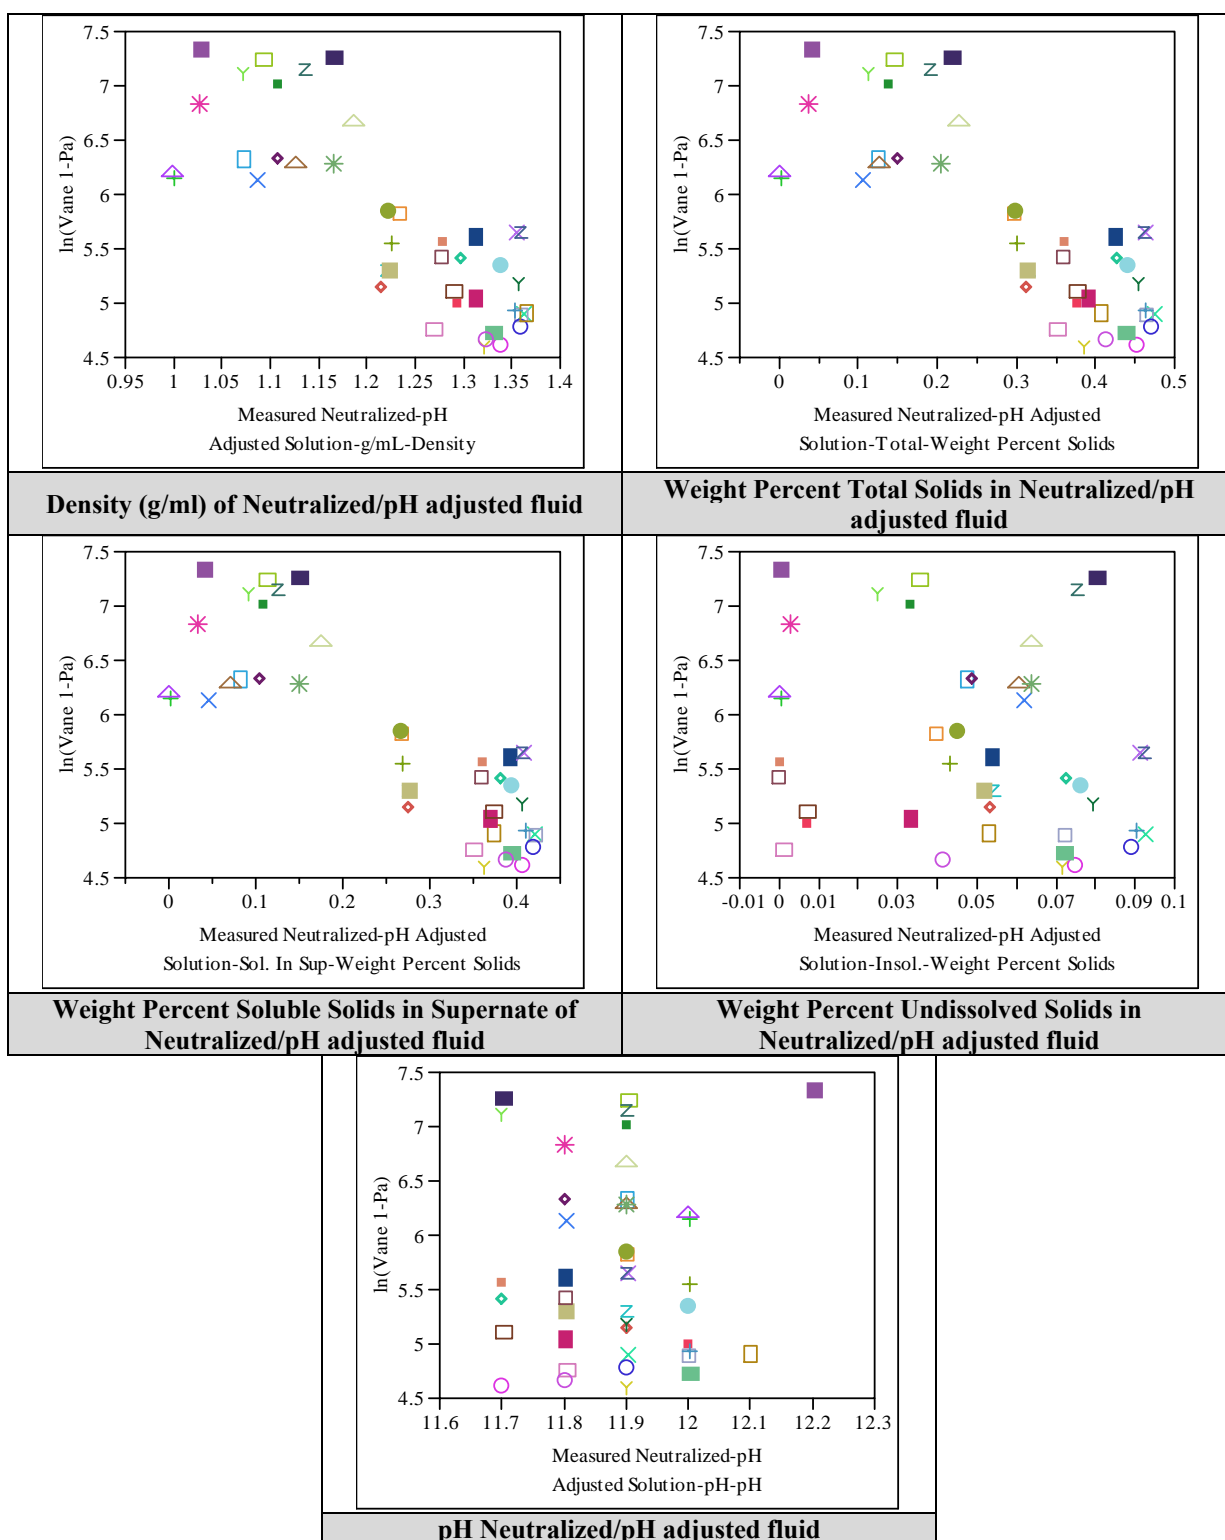 7.5
7
6.5
6
5.5
5
4.5
ln(Vane 1-Pa)
0.95 1 1.05 1.1 1.15 1.2 1.25 1.3 1.35 1.4
Measured Neutralized-pH
Adjusted Solution-g/mL-Density
Density (g/ml) of Neutralized/pH adjusted fluid
7.5
7
6.5
6
5.5
5
4.5
ln(Vane 1-Pa)
0 0.1 0.2 0.3 0.4 0.5
Measured Neutralized-pH Adjusted
Solution-Total-Weight Percent Solids
Weight Percent Total Solids in Neutralized/pH
adjusted fluid
7.5
7
6.5
6
5.5
5
4.5
ln(Vane 1-Pa)
0 0.1 0.2 0.3 0.4
Measured Neutralized-pH Adjusted
Solution-Sol. In Sup-Weight Percent Solids
Weight Percent Soluble Solids in Supernate of
Neutralized/pH adjusted fluid
7.5
7
6.5
6
5.5
5
4.5
ln(Vane 1-Pa)
-0.01 0 0.01 0.03 0.05 0.07 0.09 0.1
Measured Neutralized-pH Adjusted
Solution-Insol.-Weight Percent Solids
Weight Percent Undissolved Solids in
Neutralized/pH adjusted fluid
7.5
7
6.5
6
5.5
5
4.5
ln(Vane 1-Pa)
11.6 11.7 11.8 11.9 12 12.1 12.2 12.3
Measured Neutralized-pH
Adjusted Solution-pH-pH
pH Neutralized/pH adjusted fluid